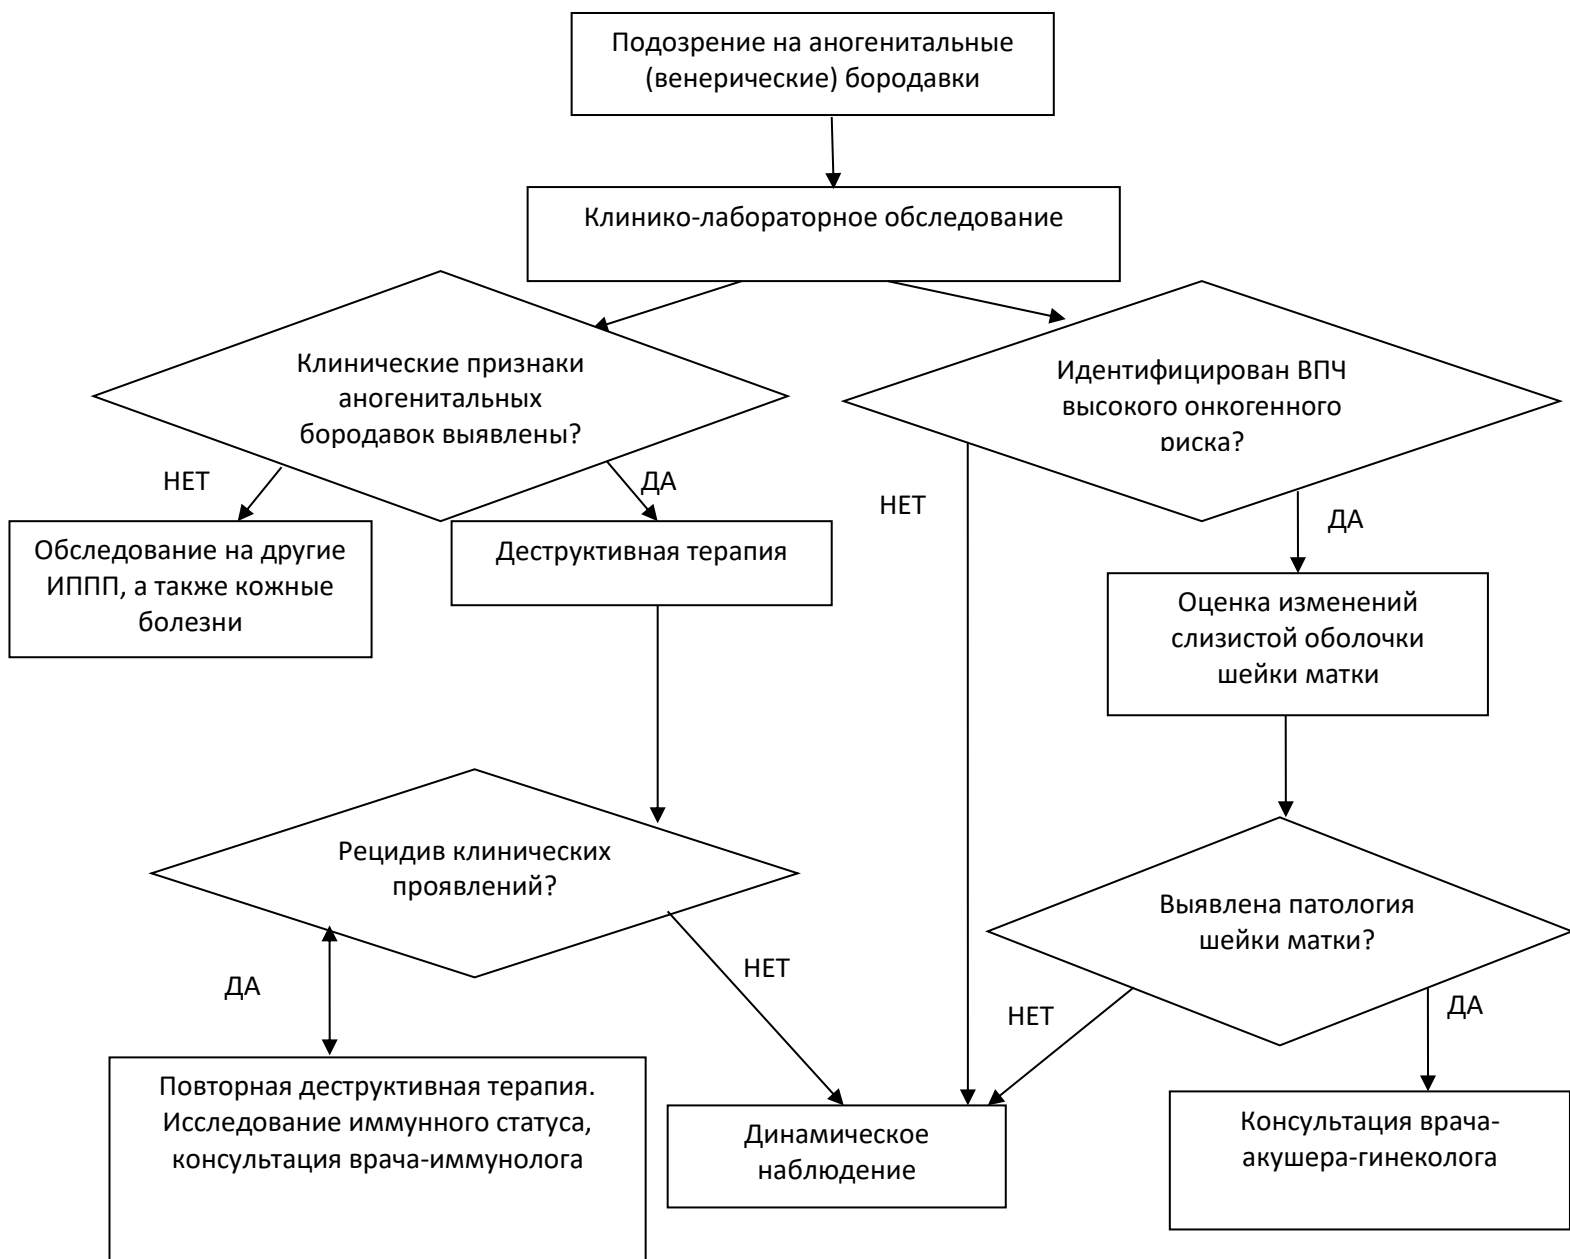 Подозрение на аногенитальные
(венерические) бородавки
Клинико-лабораторное обследование
Клинические признаки
аногенитальных
бородавок выявлены?
Идентифицирован ВПЧ
высокого онкогенного
риска?
НЕТ
ДА
НЕТ
ДА
Обследование на другие
ИППП, а также кожные
болезни
Деструктивная терапия
Оценка изменений
слизистой оболочки
шейки матки
Рецидив клинических
проявлений?
Выявлена патология
шейки матки?
ДА
НЕТ
НЕТ
ДА
Повторная деструктивная терапия.
Исследование иммунного статуса,
консультация врача-иммунолога
Динамическое
наблюдение
Консультация врача-
акушера-гинеколога